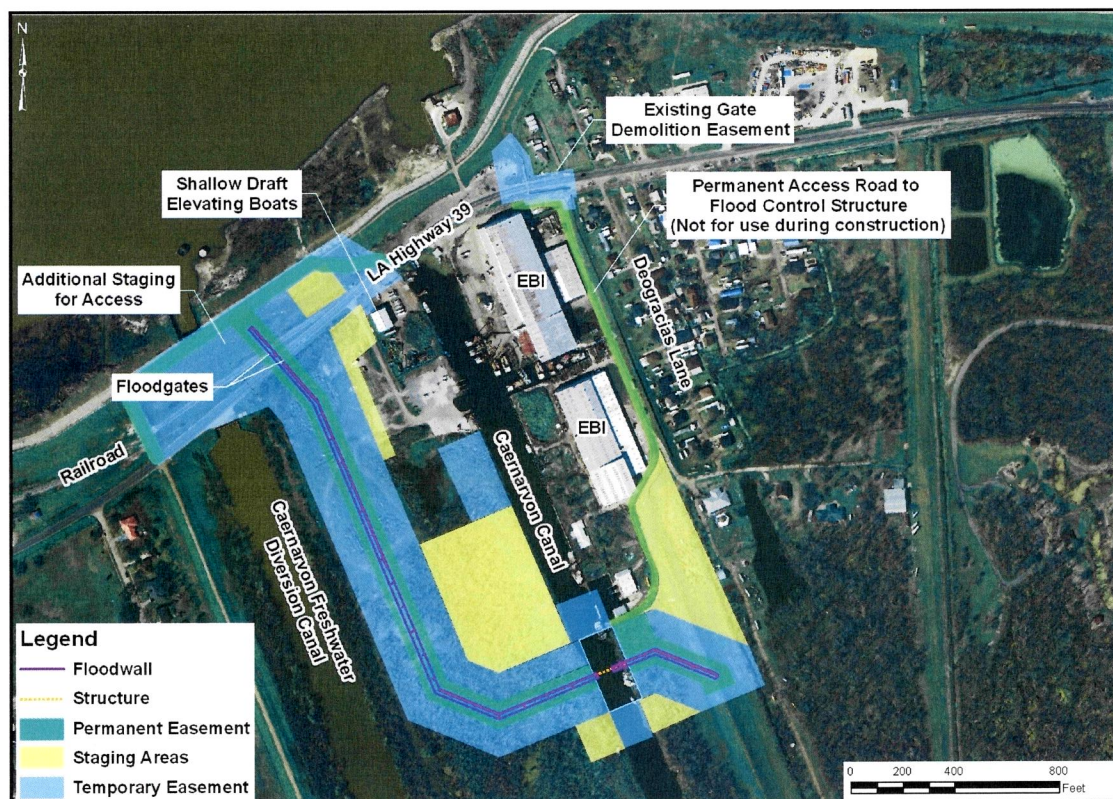 N
Existing Gate
Demolition Easement
Shallow Draft
Elevating Boats
LA Highway 39
Permanent Access Road to
Flood Control Structure
(Not for use during construction)
Additional Staging
for Access
EBI
Deogracias Lane
Floodgates
EBI
Railroad
Caernarvon Canal
Caernarvon Freshwater
Diversion Canal
Legend
Floodwall
Structure
Permanent Easement
Staging Areas
Temporary Easement
0 200 400 800
Feet